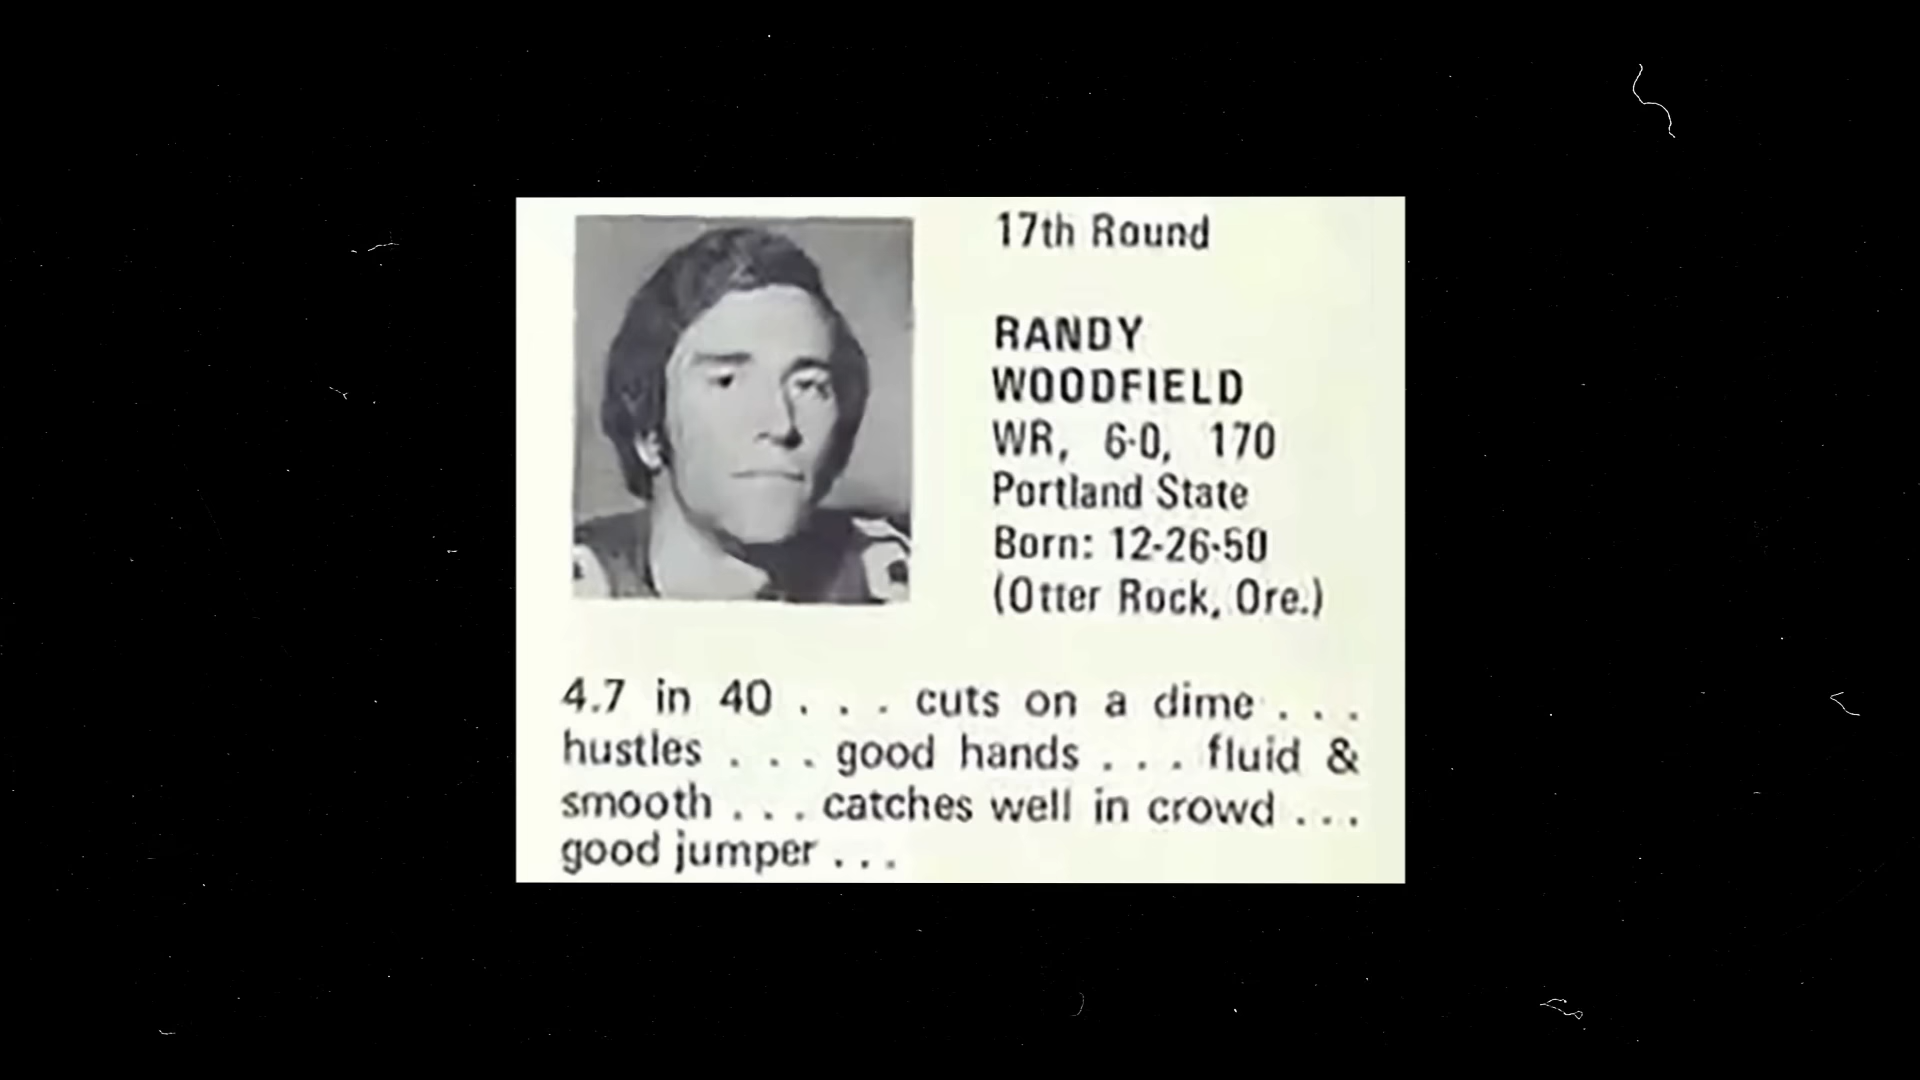 17th Round
RANDY
WOODFIELD
WR, 6-0, 170
Portland State
Born: 12-26-50
(Otter Rock, Ore.)
4.7 in 40 . . . cuts on a dime . . .
hustles . . . good hands . . . fluid &
smooth . . . catches well in crowd . . .
good jumper . . .